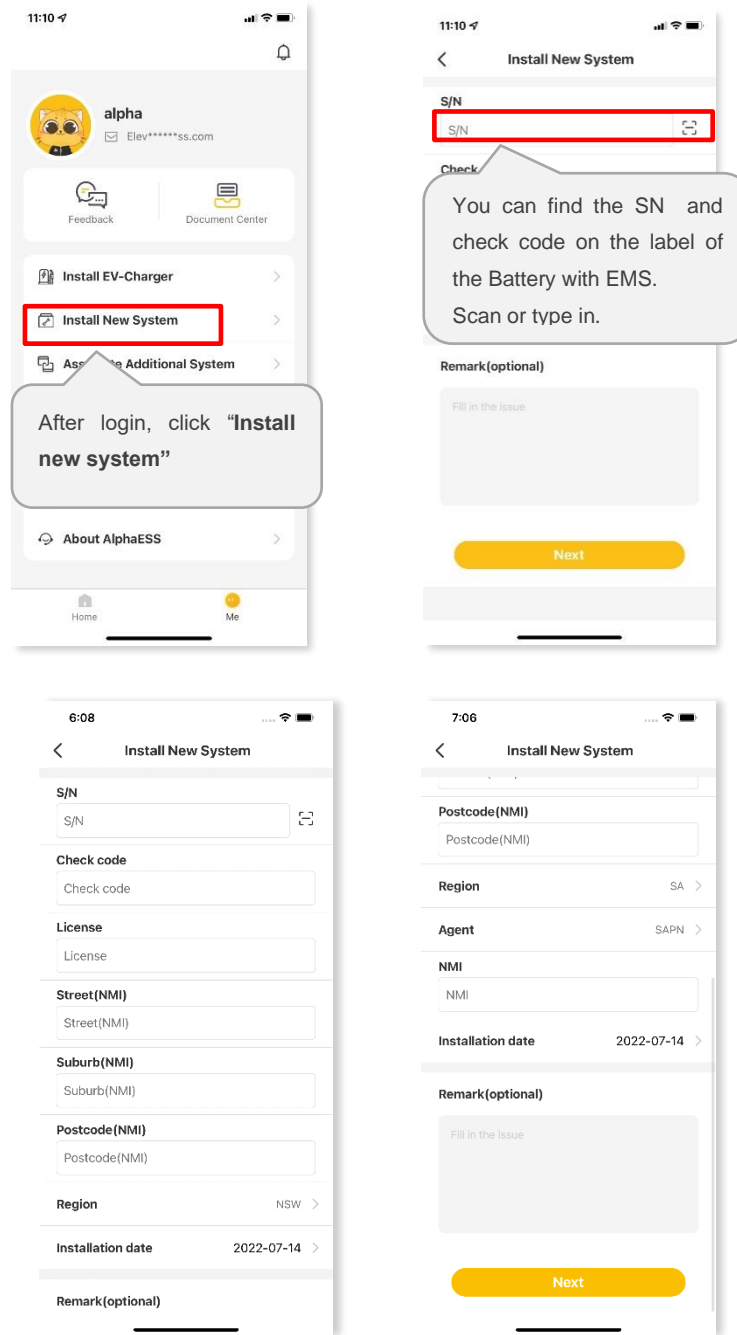 11:10
alpha
Elev******ss.com
Feedback
Document Center
Install EV-Charger
Install New System
Additional System
After login, click “Install
new system”
About AlphaESS
Home
Me
11:10
Install New System
S/N
S/N
Check
You can find the SN and
check code on the label of
the Battery with EMS.
Scan or type in.
Remark(optional)
Fill in the issue
Next
6:08
Install New System
S/N
S/N
Check code
Check code
License
License
Street(NMI)
Street(NMI)
Suburb(NMI)
Suburb(NMI)
Postcode(NMI)
Postcode(NMI)
Region NSW
Installation date 2022-07-14
Remark(optional)
7:06
Install New System
Postcode(NMI)
Postcode(NMI)
Region SA
Agent SAPN
NMI
NMI
Installation date 2022-07-14
Remark(optional)
Fill in the issue
Next